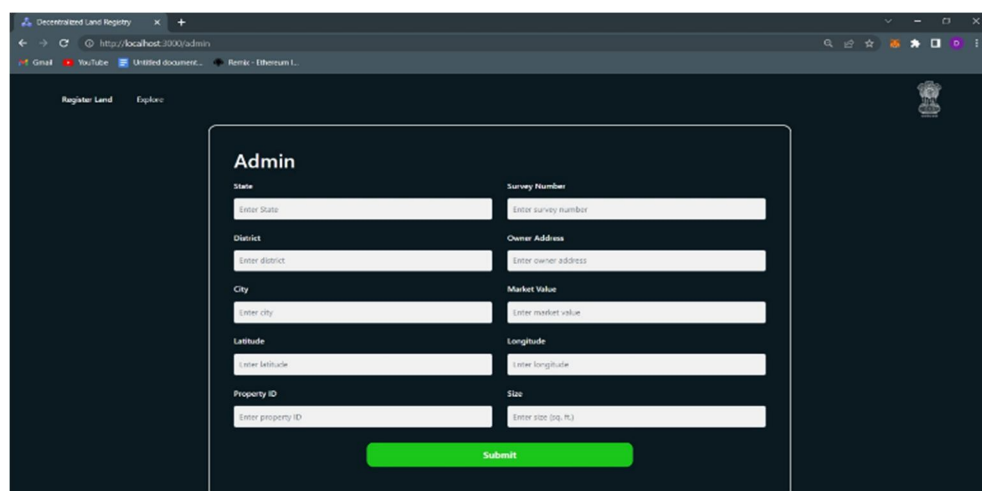 Decentralized Land Registry
http://localhost:3000/admin
Gmail YouTube Untitled document... Remix - Ethereum I...
Register Land Explore
Admin
State Survey Number
Enter State Enter survey number
District Owner Address
Enter district Enter owner address
City Market Value
Enter city Enter market value
Latitude Longitude
Enter latitude Enter longitude
Property ID Size
Enter property ID Enter size (sq. ft.)
Submit